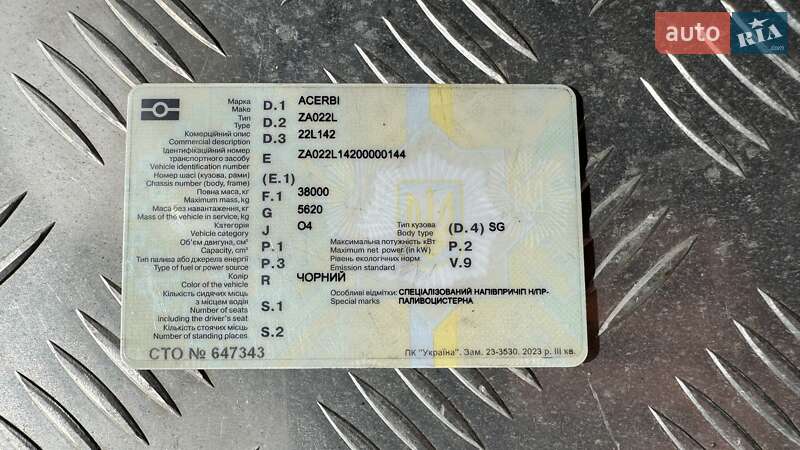 auto RIA .com
Марка D.1 ACERBI
Make
Тип D.2 ZA022L
Type
Комерційний опис D.3 22L142
Commercial description
Ідентифікаційний номер
транспортного засобу E ZA022L14200000144
Vehicle identification number
Номер шасі (кузова, рами) (E.1)
Chassis number (body, frame)
Повна маса, кг F.1 38000
Maximum mass, kg
Маса без навантаження, кг G 5620
Mass of the vehicle in service, kg
Категорія J O4 Тип кузова (D.4) SG
Vehicle category Body type
Об'єм двигуна, см³ P.1 Максимальна потужність кВт P.2
Capacity, cm³ Maximum net power (in kW)
Тип палива або джерела енергії P.3 Рівень екологічних норм V.9
Type of fuel or power source Emission standard
Колір R ЧОРНИЙ
Color of the vehicle
Кількість сидячих місць Особливі відмітки: СПЕЦІАЛІЗОВАНИЙ НАПІВПРИЧІП Н/ПР-
з місцем водія S.1 Special marks ПАЛИВОЦИСТЕРНА
Number of seats
including the driver's seat
Кількість стоячих місць S.2
Number of standing places
СТО № 647343 ПК "Україна". Зам. 23-3530. 2023 р. III кв.